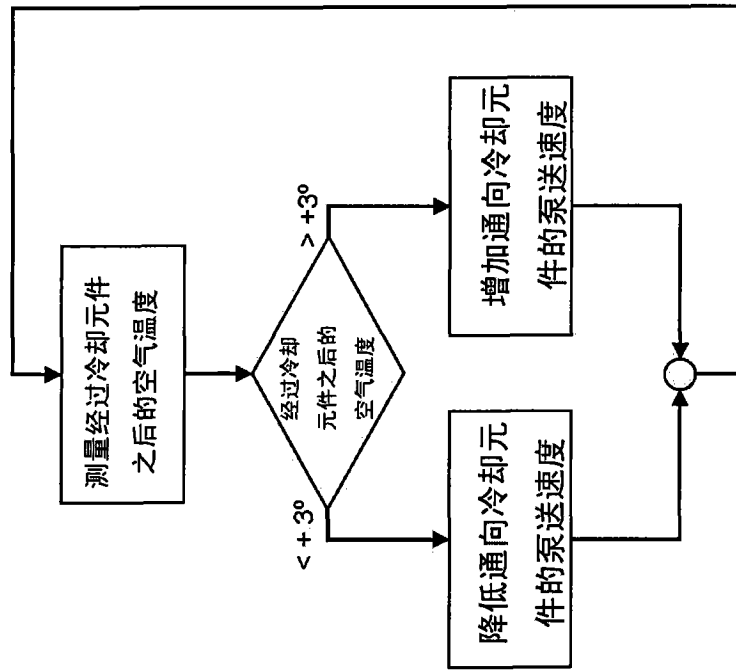 测量经过冷却元件
之后的空气温度
经过冷却
元件之后的
空气温度
< + 3º
> +3º
降低通向冷却元
件的泵送速度
增加通向冷却元
件的泵送速度